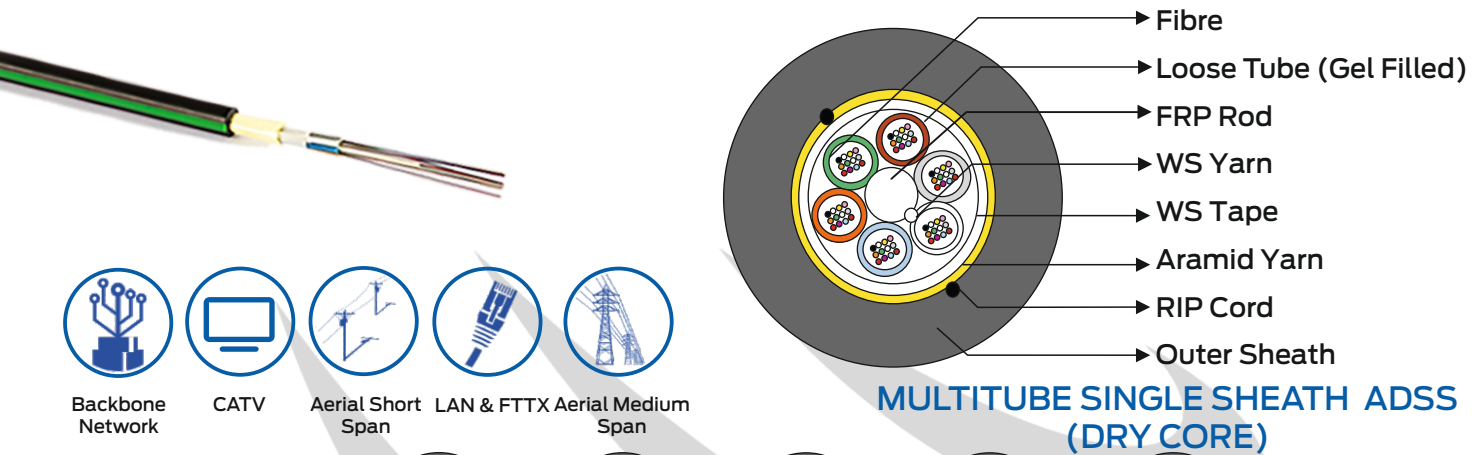 Fibre
Loose Tube (Gel Filled)
FRP Rod
WS Yarn
WS Tape
Aramid Yarn
RIP Cord
Outer Sheath
MULTITUBE SINGLE SHEATH ADSS
(DRY CORE)
Backbone
Network
CATV
Aerial Short
Span
LAN & FTTX
Aerial Medium
Span